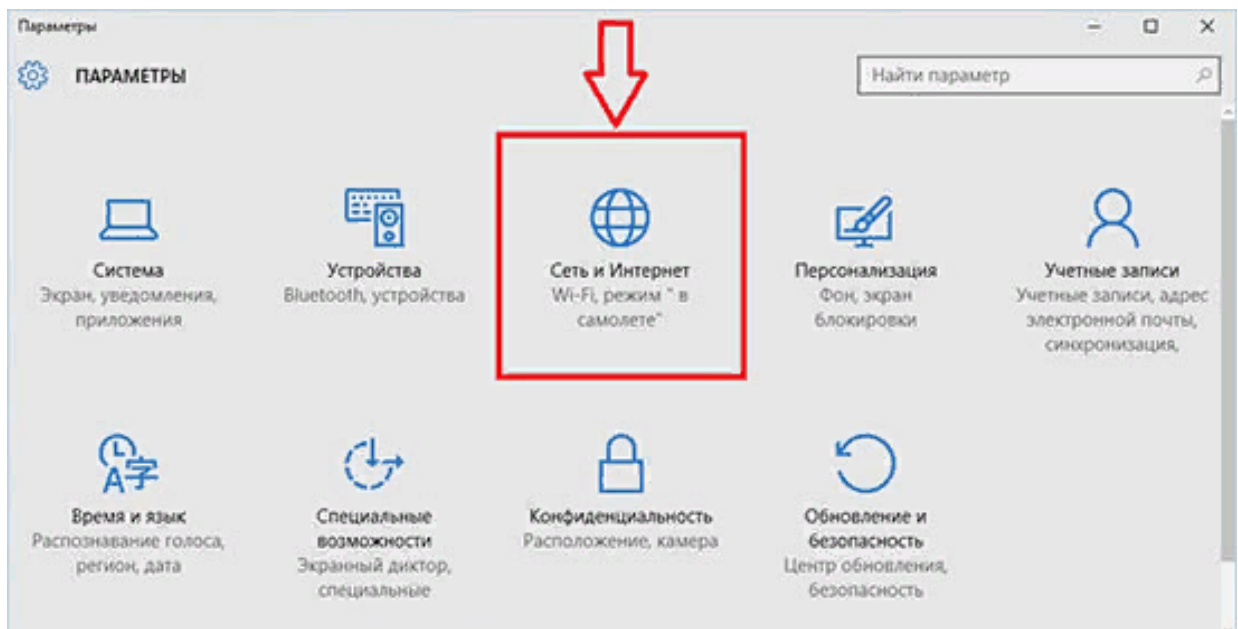 Параметры
ПАРАМЕТРЫ
Найти параметр
Система
Экран, уведомления,
приложения
Устройства
Bluetooth, устройства
Сеть и Интернет
Wi-Fi, режим " в
самолете"
Персонализация
Фон, экран
блокировки
Учетные записи
Учетные записи, адрес
электронной почты,
синхронизация,
Время и язык
Распознавание голоса,
регион, дата
Специальные
возможности
Экранный диктор,
специальные
Конфиденциальность
Расположение, камера
Обновление и
безопасность
Центр обновления,
безопасность